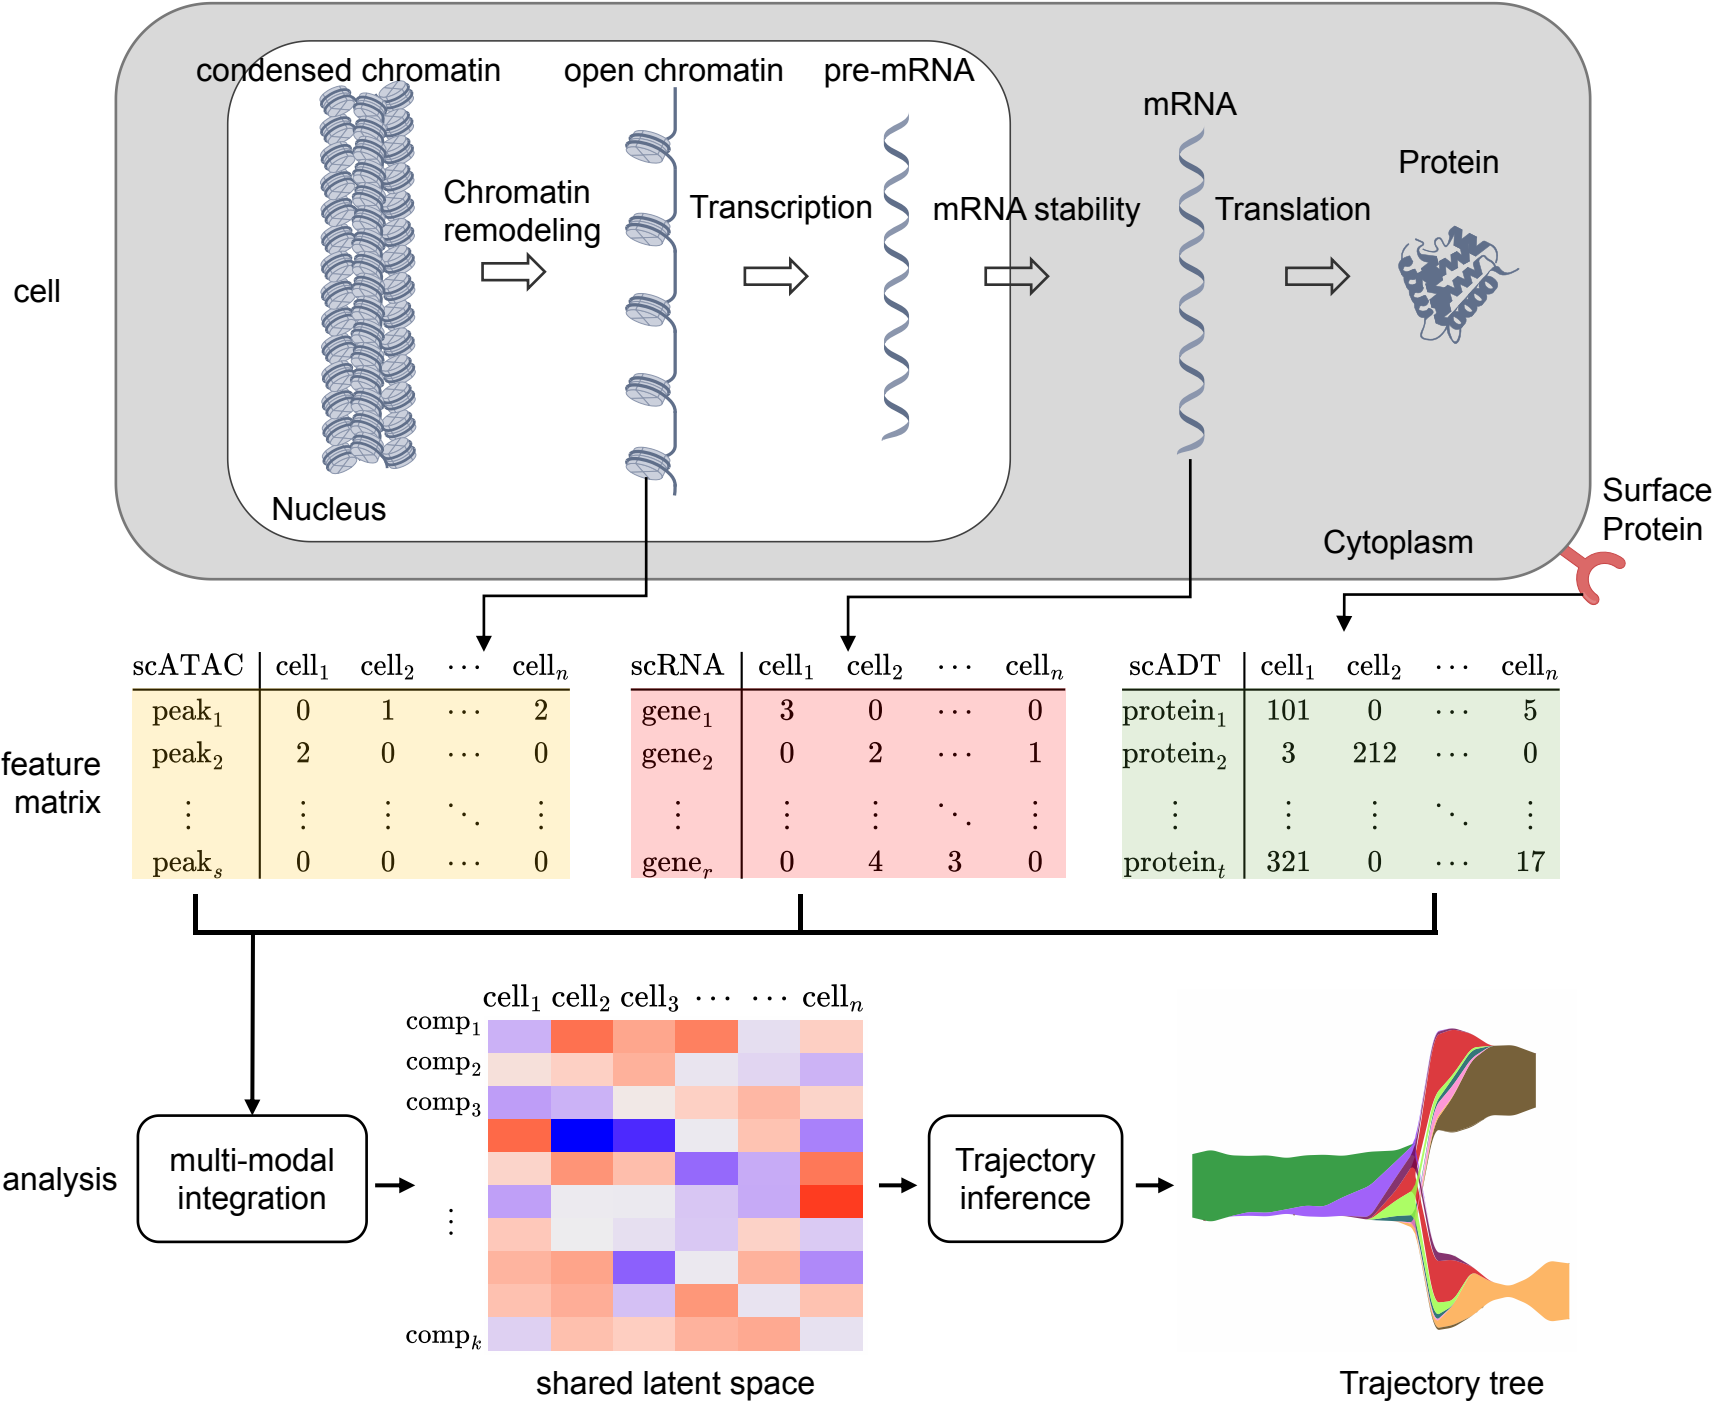 condensed chromatin
open chromatin
pre-mRNA
mRNA
Protein
Chromatin
remodeling
Transcription
mRNA stability
Translation
cell
Nucleus
Cytoplasm
Surface
Protein
scATAC cell1 cell2 ⋯ celln
peak1 0 1 ⋯ 2
peak2 2 0 ⋯ 0
⋮ ⋮ ⋮ ⋱ ⋮
peaks 0 0 ⋯ 0
scRNA cell1 cell2 ⋯ celln
gene1 3 0 ⋯ 0
gene2 0 2 ⋯ 1
⋮ ⋮ ⋮ ⋱ ⋮
gener 0 4 3 0
scADT cell1 cell2 ⋯ celln
protein1 101 0 ⋯ 5
protein2 3 212 ⋯ 0
⋮ ⋮ ⋮ ⋱ ⋮
proteint 321 0 ⋯ 17
feature
matrix
cell1 cell2 cell3 ⋯ ⋯ celln
comp1
comp2
comp3
⋮
compk
analysis
multi-modal
integration
Trajectory
inference
shared latent space
Trajectory tree